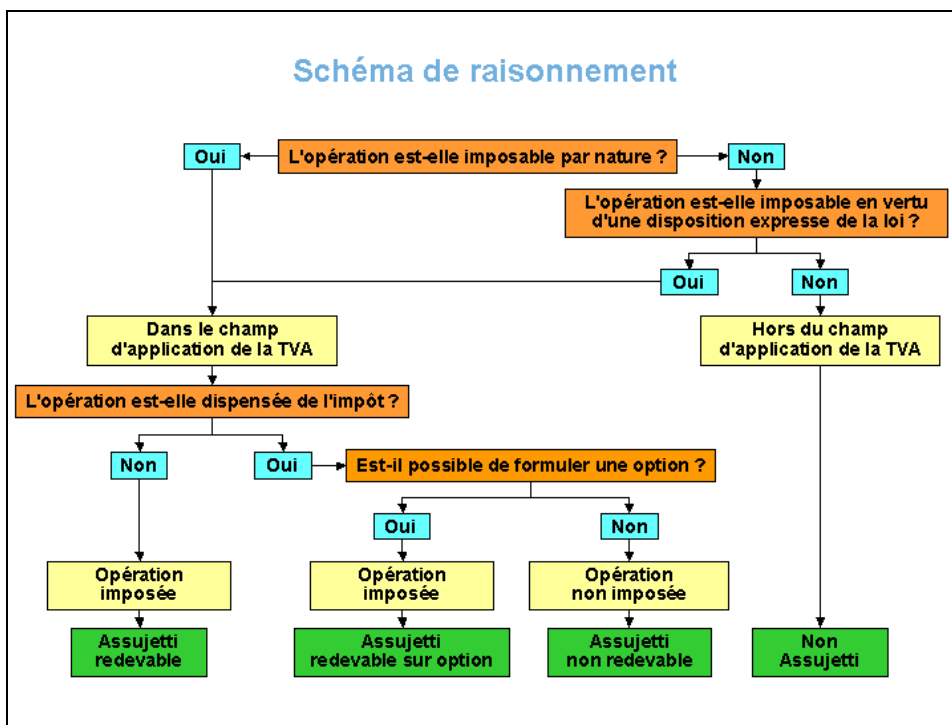 Schéma de raisonnement
Oui
L'opération est-elle imposable par nature ?
Non
L'opération est-elle imposable en vertu
d'une disposition expresse de la loi ?
Oui
Non
Dans le champ
d'application de la TVA
Hors du champ
d'application de la TVA
L'opération est-elle dispensée de l'impôt ?
Non
Oui
Est-il possible de formuler une option ?
Oui
Non
Opération
imposée
Opération
imposée
Opération
non imposée
Assujetti
redevable
Assujetti
redevable sur option
Assujetti
non redevable
Non
Assujetti